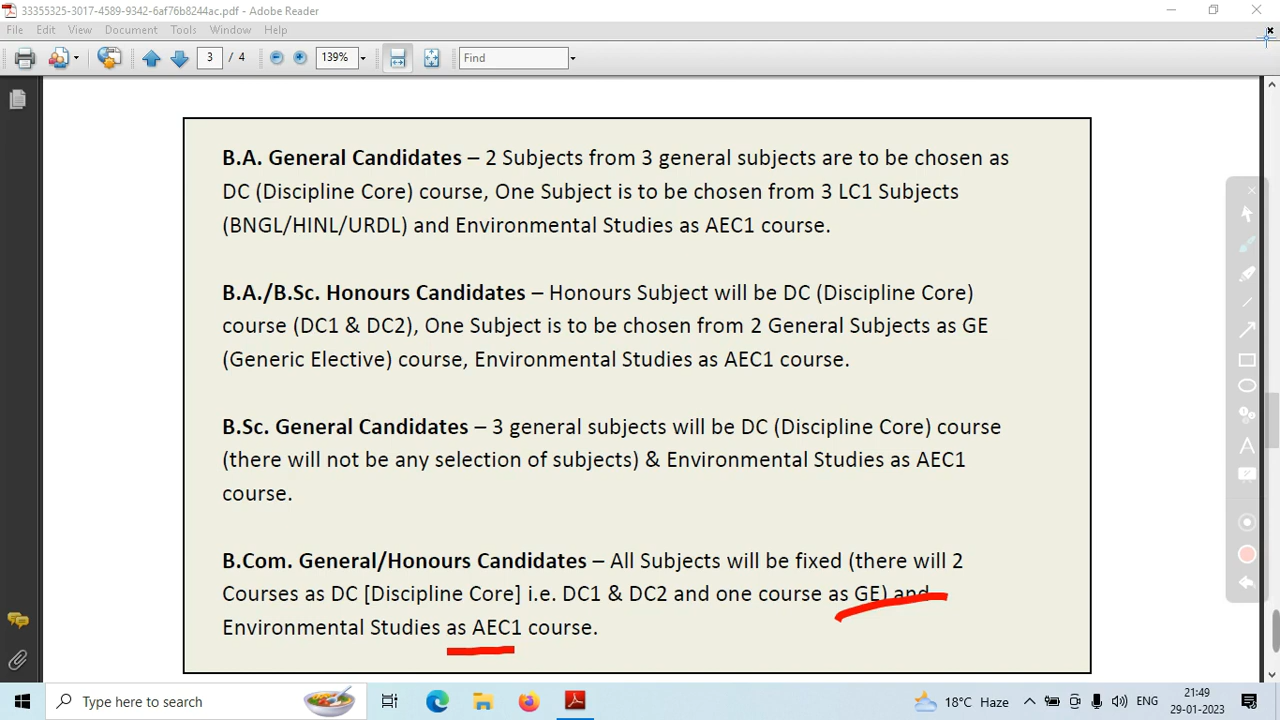 33355325-3017-4589-9342-6af76b8244ac.pdf - Adobe Reader
File Edit View Document Tools Window Help
3 / 4 139% Find
B.A. General Candidates – 2 Subjects from 3 general subjects are to be chosen as
DC (Discipline Core) course, One Subject is to be chosen from 3 LC1 Subjects
(BNGL/HINL/URDL) and Environmental Studies as AEC1 course.
B.A./B.Sc. Honours Candidates – Honours Subject will be DC (Discipline Core)
course (DC1 & DC2), One Subject is to be chosen from 2 General Subjects as GE
(Generic Elective) course, Environmental Studies as AEC1 course.
B.Sc. General Candidates – 3 general subjects will be DC (Discipline Core) course
(there will not be any selection of subjects) & Environmental Studies as AEC1
course.
B.Com. General/Honours Candidates – All Subjects will be fixed (there will 2
Courses as DC [Discipline Core] i.e. DC1 & DC2 and one course as GE) and
Environmental Studies as AEC1 course.
Type here to search 18°C Haze ENG 21:49
29-01-2023